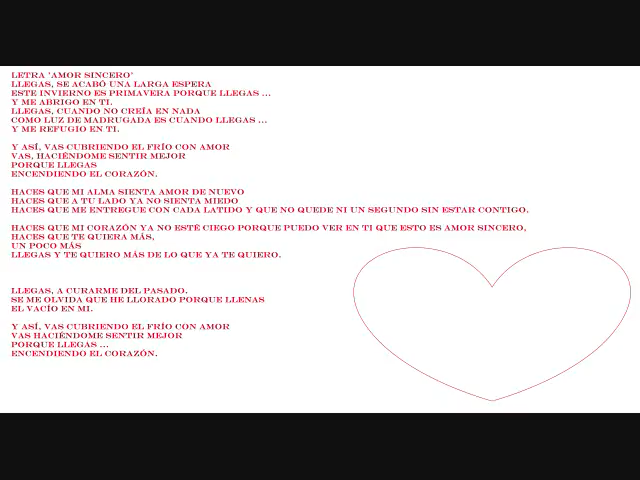 LETRA 'AMOR SINCERO'
LLEGAS, SE ACABÓ UNA LARGA ESPERA
ESTE INVIERNO ES PRIMAVERA PORQUE LLEGAS ...
Y ME ABRIGO EN TI.
LLEGAS, CUANDO NO CREÍA EN NADA
COMO LUZ DE MADRUGADA ES CUANDO LLEGAS ...
Y ME REFUGIO EN TI.
Y ASÍ, VAS CUBRIENDO EL FRÍO CON AMOR
VAS, HACIÉNDOME SENTIR MEJOR
PORQUE LLEGAS
ENCENDIENDO EL CORAZÓN.
HACES QUE MI ALMA SIENTA AMOR DE NUEVO
HACES QUE A TU LADO YA NO SIENTA MIEDO
HACES QUE ME ENTREGUE CON CADA LATIDO Y QUE NO QUEDE NI UN SEGUNDO SIN ESTAR CONTIGO.
HACES QUE MI CORAZÓN YA NO ESTÉ CIEGO PORQUE PUEDO VER EN TI QUE ESTO ES AMOR SINCERO,
HACES QUE TE QUIERA MÁS,
UN POCO MÁS
LLEGAS Y TE QUIERO MÁS DE LO QUE YA TE QUIERO.
LLEGAS, A CURARME DEL PASADO.
SE ME OLVIDA QUE HE LLORADO PORQUE LLENAS
EL VACÍO EN MI.
Y ASÍ, VAS CUBRIENDO EL FRÍO CON AMOR
VAS HACIÉNDOME SENTIR MEJOR
PORQUE LLEGAS ...
ENCENDIENDO EL CORAZÓN.